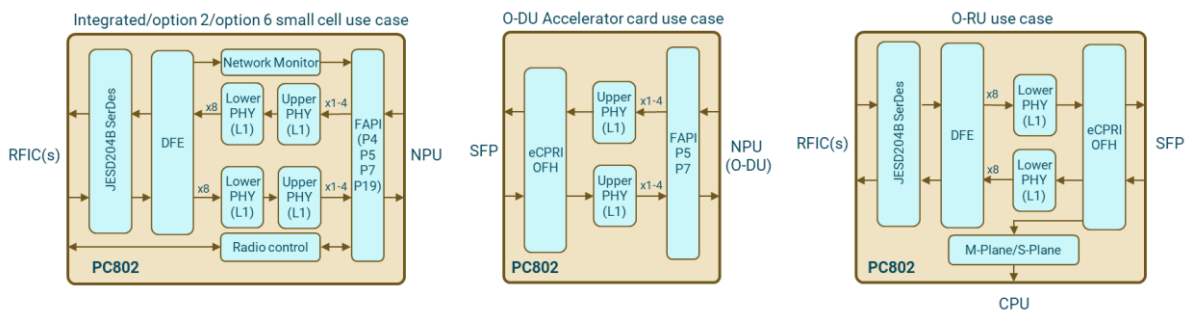 Integrated/option 2/option 6 small cell use case
RFIC(s)
JESD204B SerDes
DFE
Network Monitor
x8
Lower
PHY
(L1)
Upper
PHY
(L1)
x1-4
x8
Lower
PHY
(L1)
Upper
PHY
(L1)
x1-4
Radio control
FAPI
(P4
P5
P7
P19)
NPU
PC802
O-DU Accelerator card use case
SFP
eCPRI
OFH
Upper
PHY
(L1)
x1-4
Upper
PHY
(L1)
x1-4
FAPI
P5
P7
NPU
(O-DU)
PC802
O-RU use case
RFIC(s)
JESD204B SerDes
DFE
x8
Lower
PHY
(L1)
x8
Lower
PHY
(L1)
eCPRI
OFH
SFP
M-Plane/S-Plane
PC802
CPU